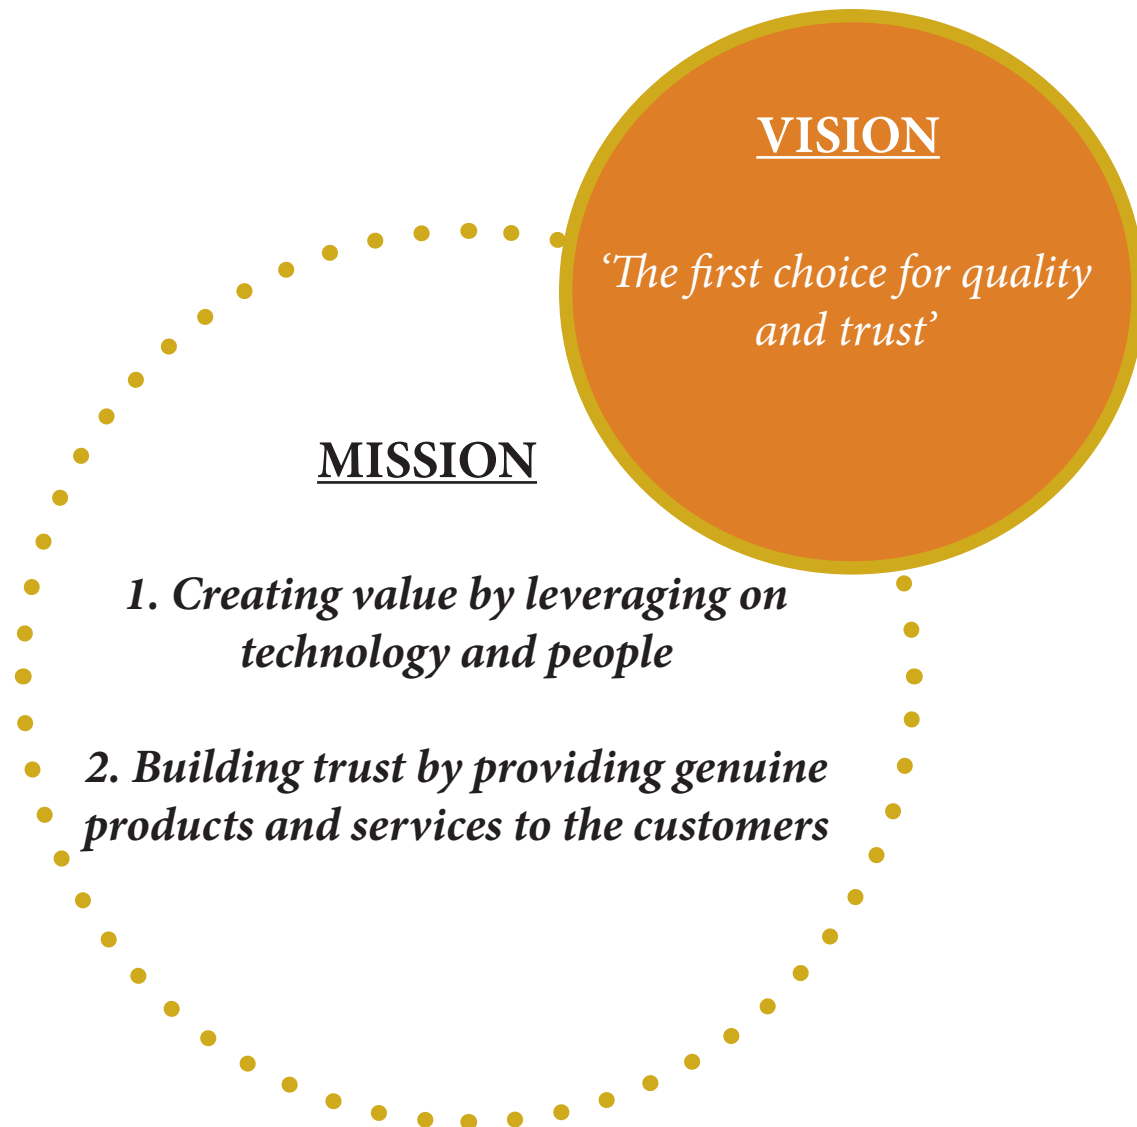 VISION
‘The first choice for quality
and trust’
MISSION
1. Creating value by leveraging on
technology and people
2. Building trust by providing genuine
products and services to the customers